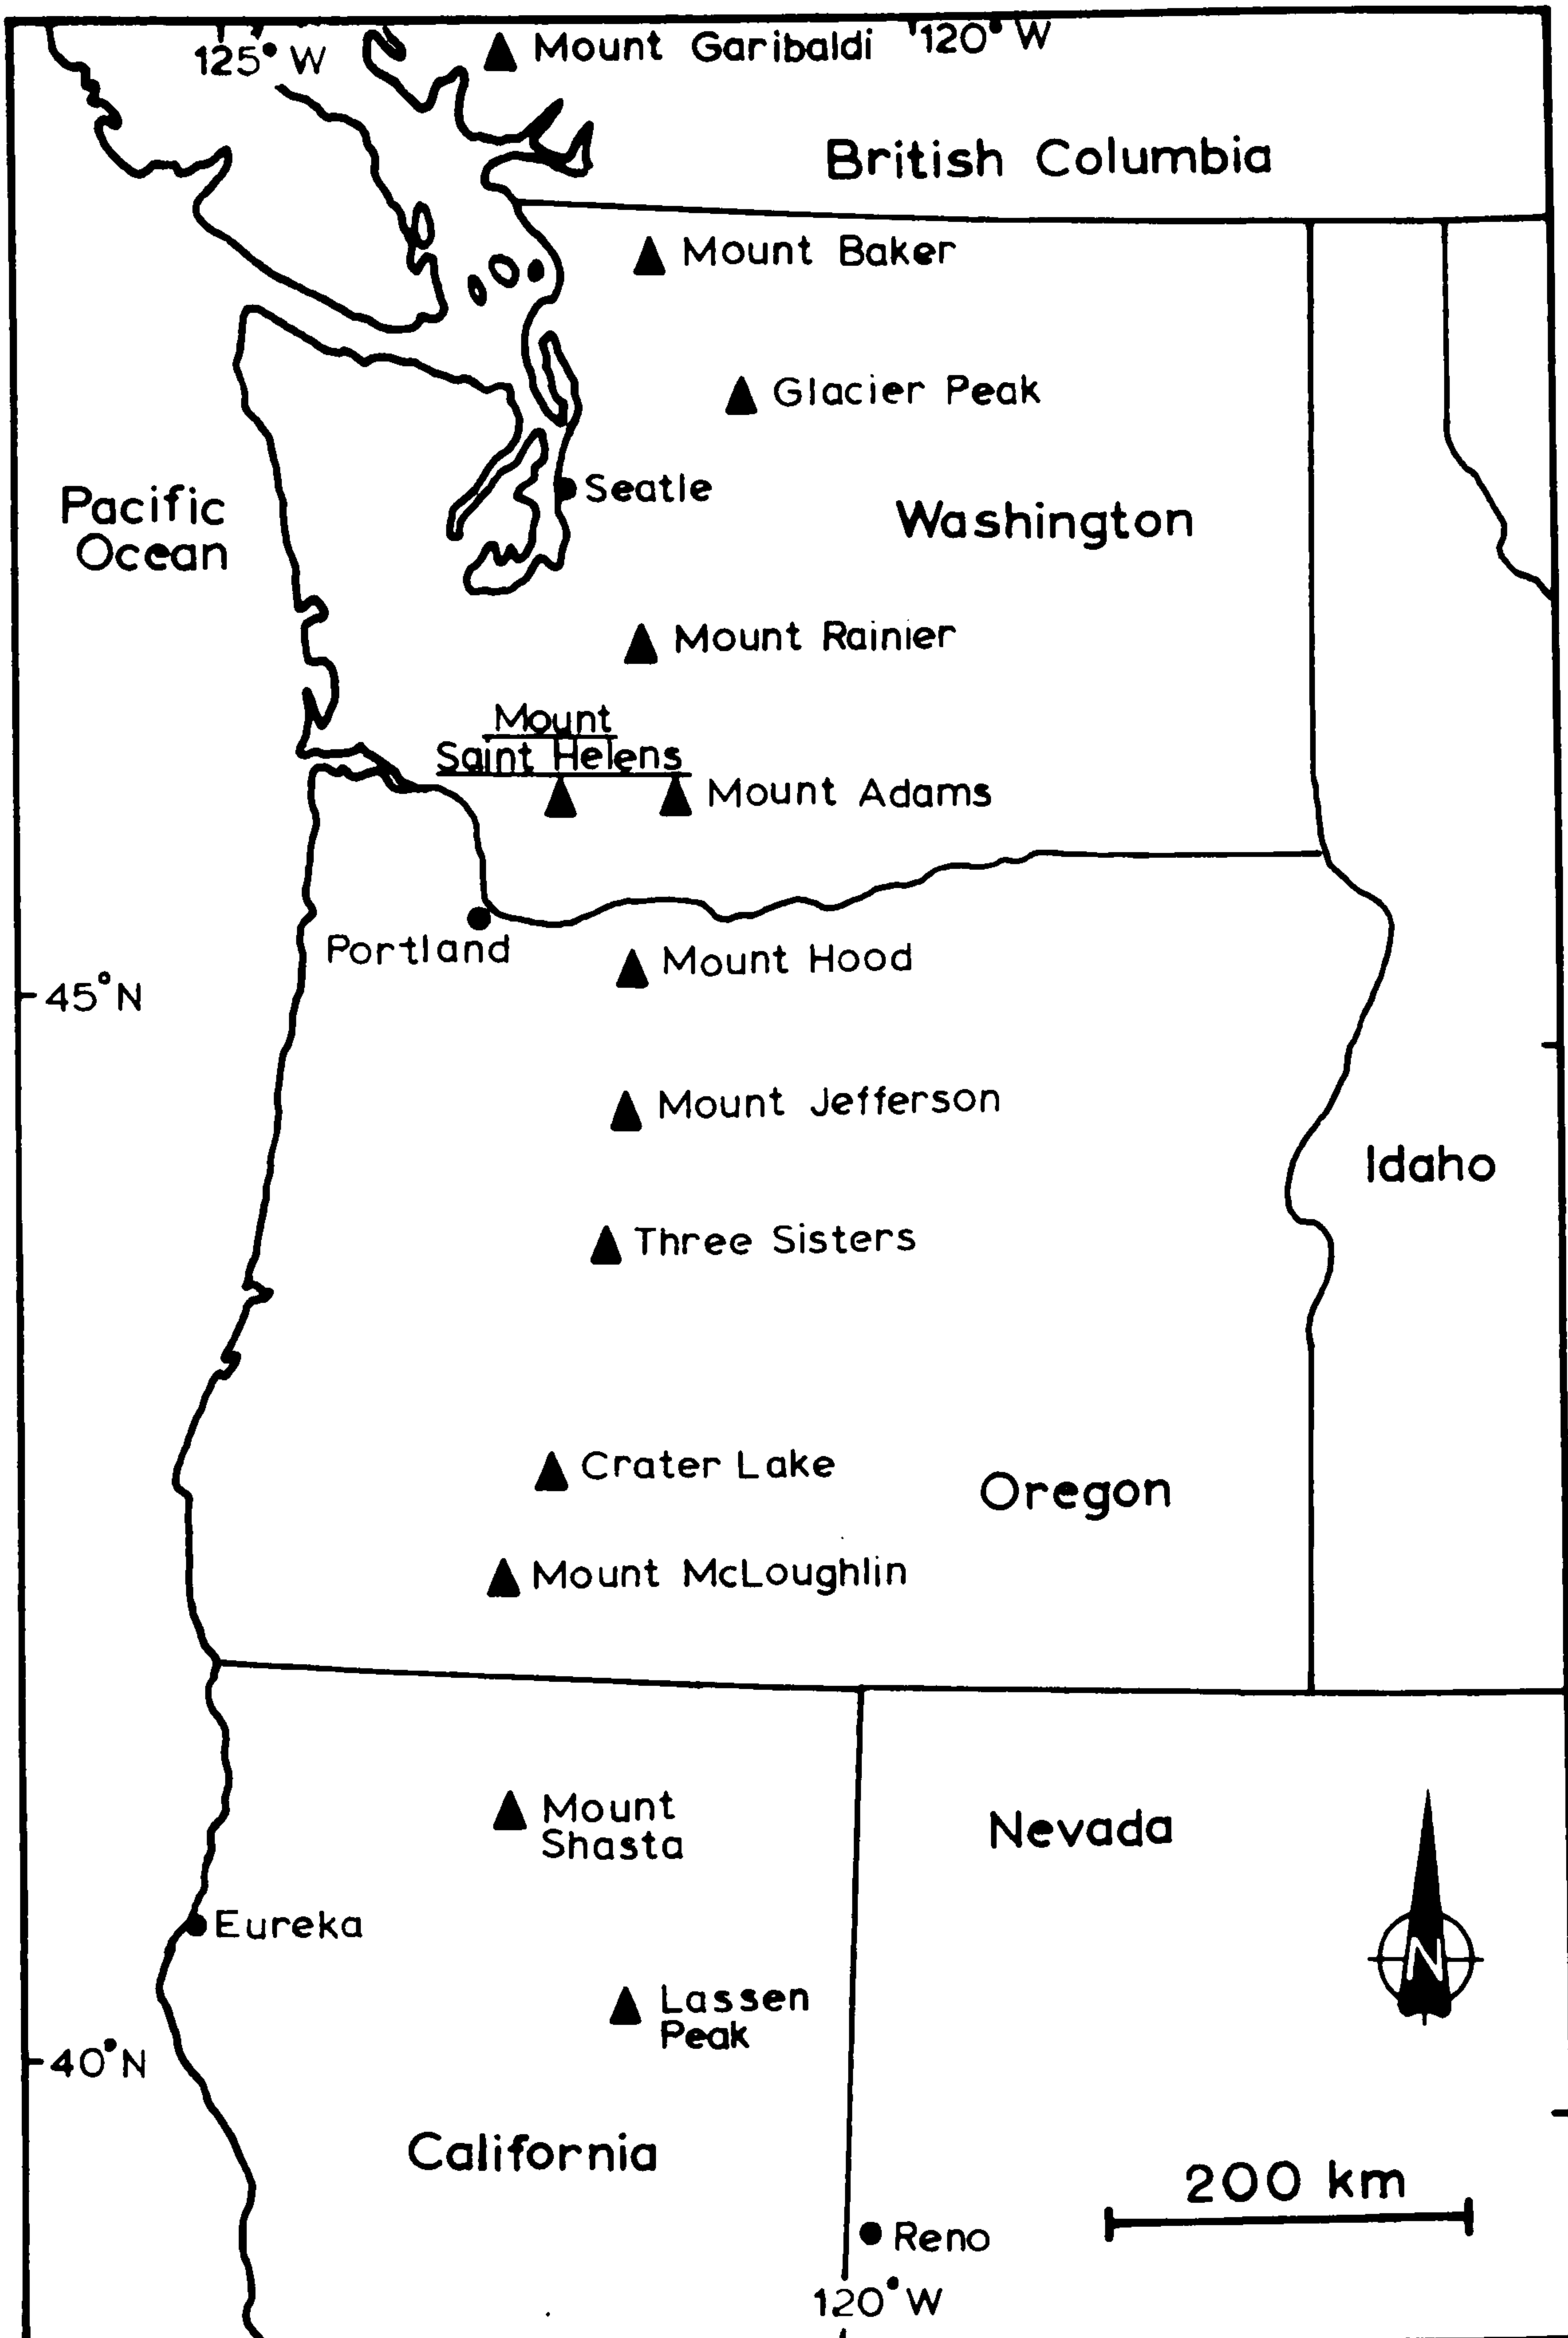 125° W
Mount Garibaldi
120° W
British Columbia
Mount Baker
Glacier Peak
Pacific
Ocean
Seatle
Washington
Mount Rainier
Mount
Saint Helens
Mount Adams
Portland
Mount Hood
45°N
Mount Jefferson
Idaho
Three Sisters
Crater Lake
Oregon
Mount McLoughlin
Mount
Shasta
Nevada
Eureka
N
Lassen
Peak
40°N
California
200 km
Reno
120°W